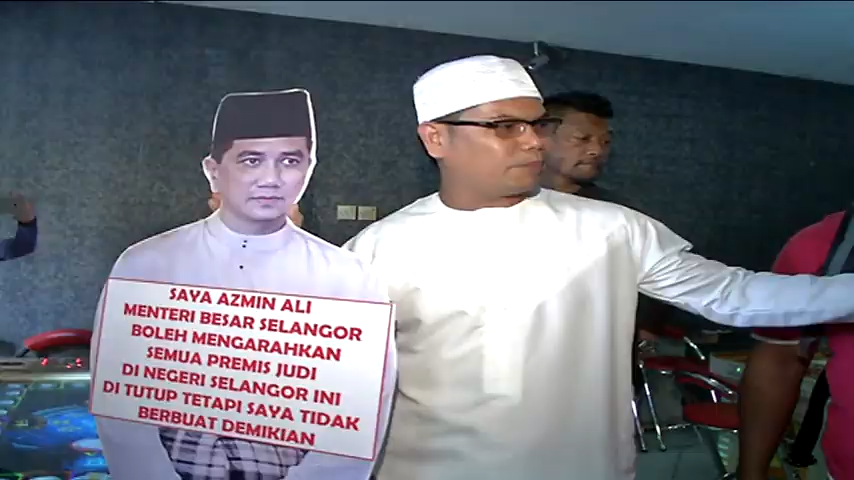 SAYA AZMIN ALI
MENTERI BESAR SELANGOR
BOLEH MENGARAHKAN
SEMUA PREMIS JUDI
DI NEGERI SELANGOR INI
DI TUTUP TETAPI SAYA TIDAK
BERBUAT DEMIKIAN